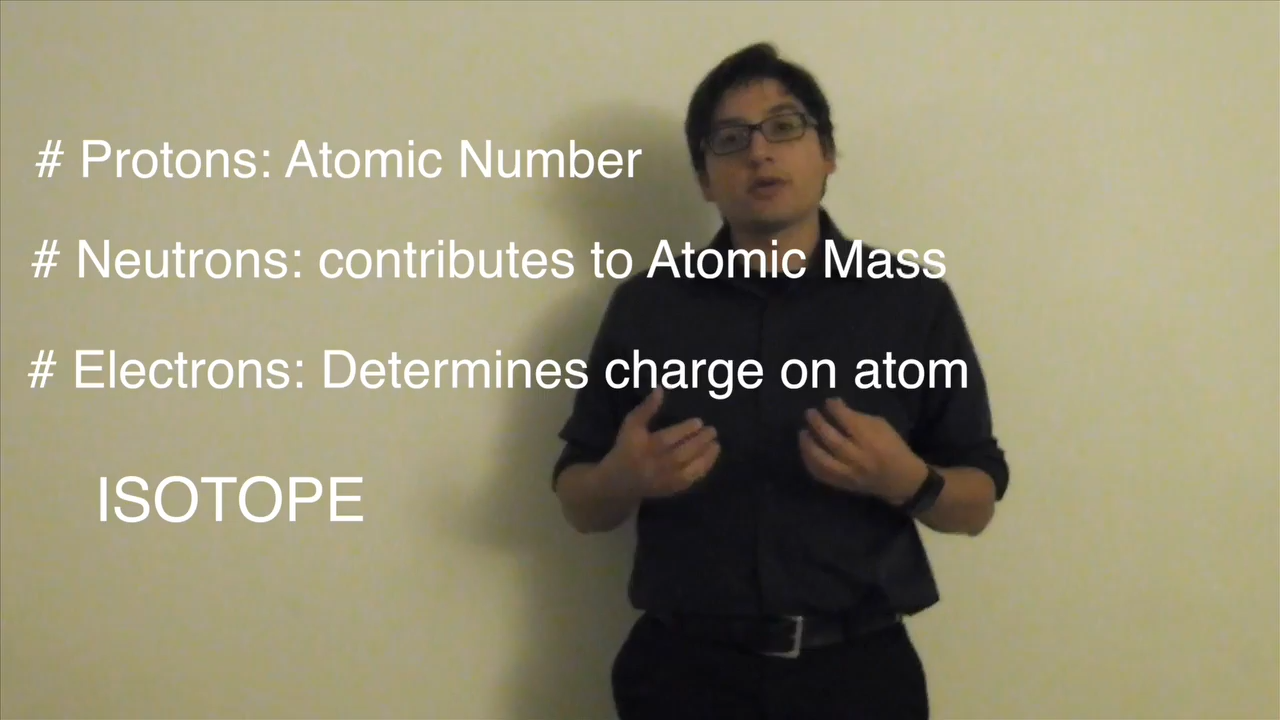 # Protons: Atomic Number
# Neutrons: contributes to Atomic Mass
# Electrons: Determines charge on atom
ISOTOPE